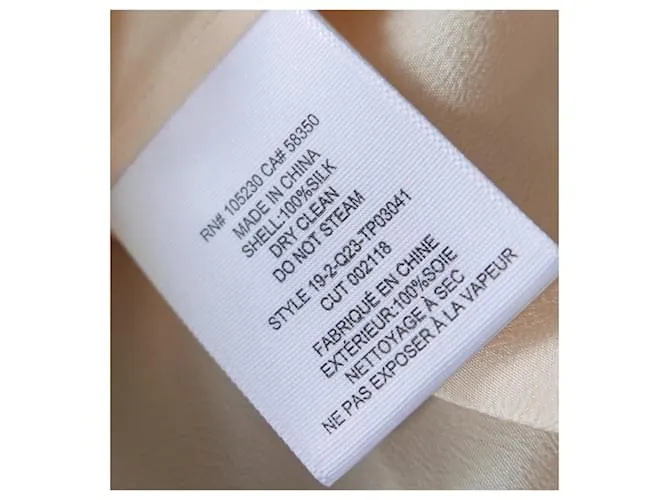 RN# 105230 CA# 58350
MADE IN CHINA
SHELL:100%SILK
DRY CLEAN
DO NOT STEAM
STYLE 19-2-Q23-TP03041
CUT 002118
FABRIQUÉ EN CHINE
EXTÉRIEUR:100%SOIE
NETTOYAGE À SEC
NE PAS EXPOSER À LA VAPEUR